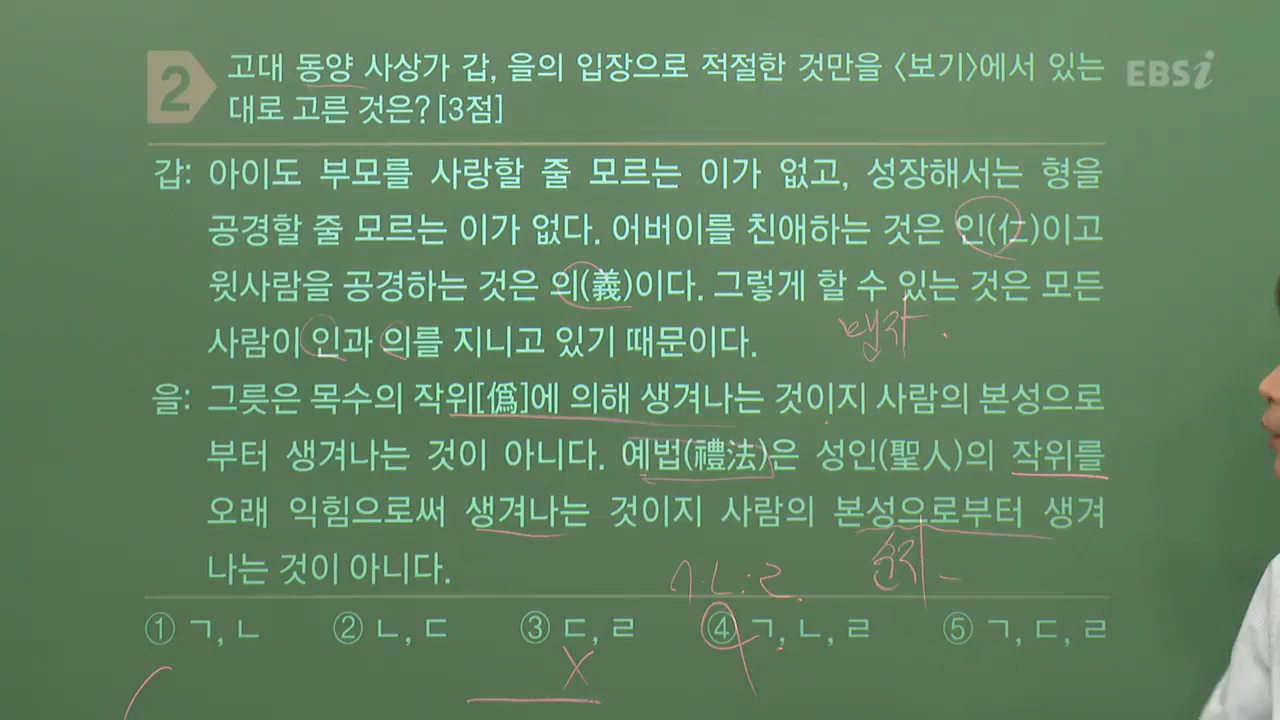 2 고대 동양 사상가 갑, 을의 입장으로 적절한 것만을 〈보기〉에서 있는
EBSi
대로 고른 것은? [3점]
갑: 아이도 부모를 사랑할 줄 모르는 이가 없고, 성장해서는 형을
공경할 줄 모르는 이가 없다. 어버이를 친애하는 것은 인(仁)이고
윗사람을 공경하는 것은 의(義)이다. 그렇게 할 수 있는 것은 모든
사람이 인과 의를 지니고 있기 때문이다.
맹자.
을: 그릇은 목수의 작위[僞]에 의해 생겨나는 것이지 사람의 본성으로
부터 생겨나는 것이 아니다. 예법(禮法)은 성인(聖人)의 작위를
오래 익힘으로써 생겨나는 것이지 사람의 본성으로부터 생겨
나는 것이 아니다.
순자
ㄱ.ㄴ.ㄹ.
① ㄱ, ㄴ ② ㄴ, ㄷ ③ ㄷ, ㄹ ④ ㄱ, ㄴ, ㄹ ⑤ ㄱ, ㄷ, ㄹ
X